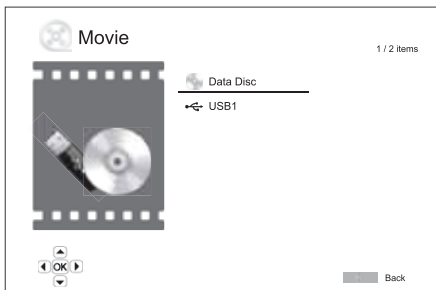 Movie
1 / 2 items
Data Disc
USB1
OK
Back